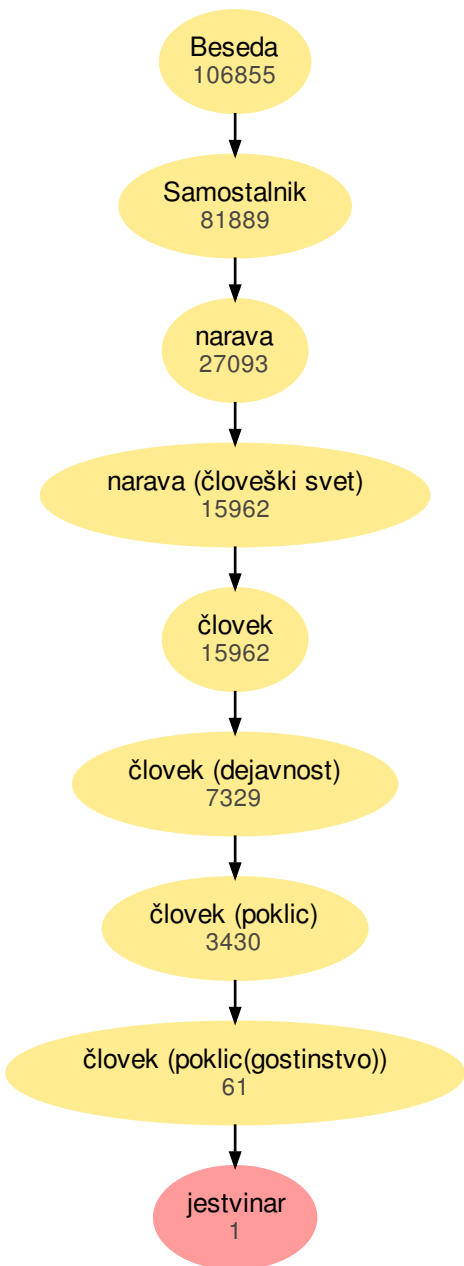 Beseda
106855
Samostalnik
81889
narava
27093
narava (človeški svet)
15962
človek
15962
človek (dejavnost)
7329
človek (poklic)
3430
človek (poklic(gostinstvo))
61
jestvinar
1